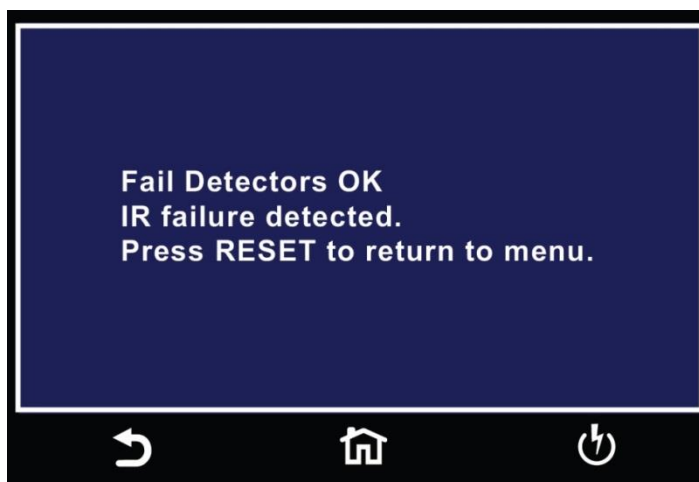 Fail Detectors OK
IR failure detected.
Press RESET to return to menu.